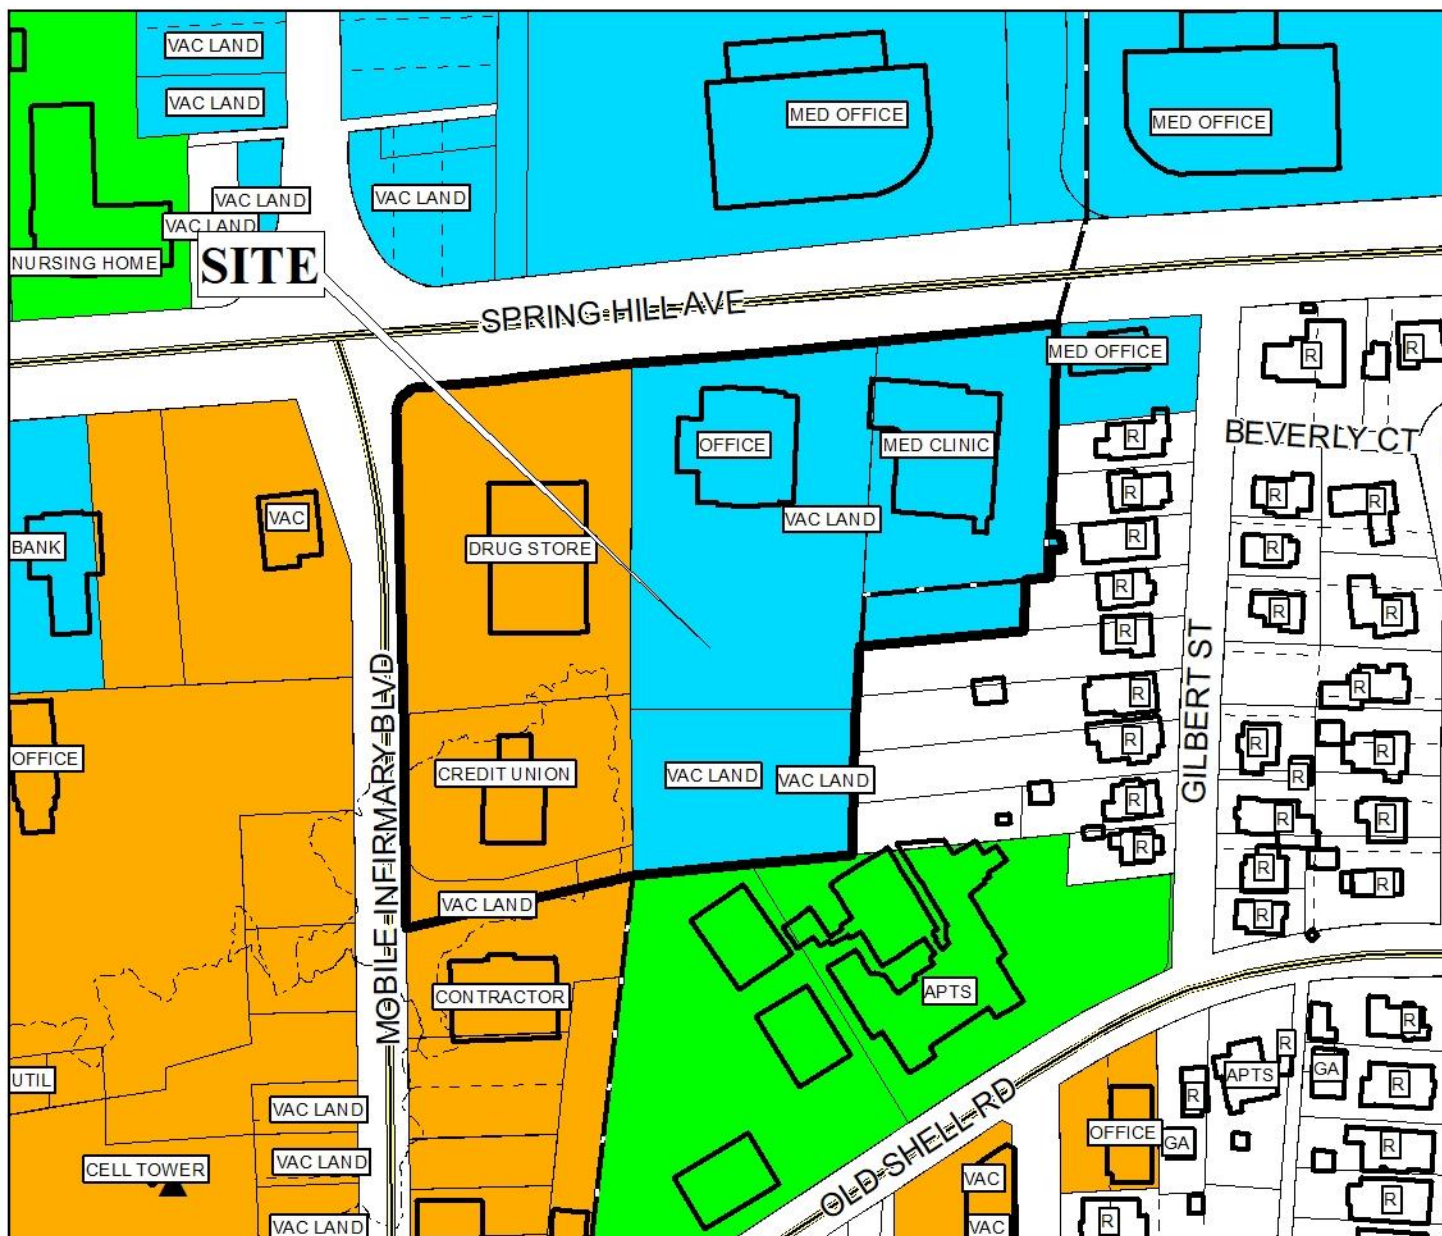 VAC LAND
VAC LAND
MED OFFICE
MED OFFICE
VAC LAND
VAC LAND
VAC LAND
NURSING HOME
SITE
SPRING HILL AVE
MED OFFICE
R
R
R
OFFICE
MED CLINIC
BEVERLY CT
VAC
VAC LAND
R
R
R
BANK
DRUG STORE
R
R
R
R
R
R
R
R
R
MOBILE INFIRMARY BLVD
GILBERT ST
OFFICE
CREDIT UNION
VAC LAND
VAC LAND
R
R
R
R
R
R
R
R
R
R
R
VAC LAND
R
CONTRACTOR
APTS
R
R
UTIL
OLD SHELL RD
R
APTS
GA
R
VAC LAND
OFFICE
GA
R
CELL TOWER
VAC LAND
VAC
R
VAC LAND
VAC
R